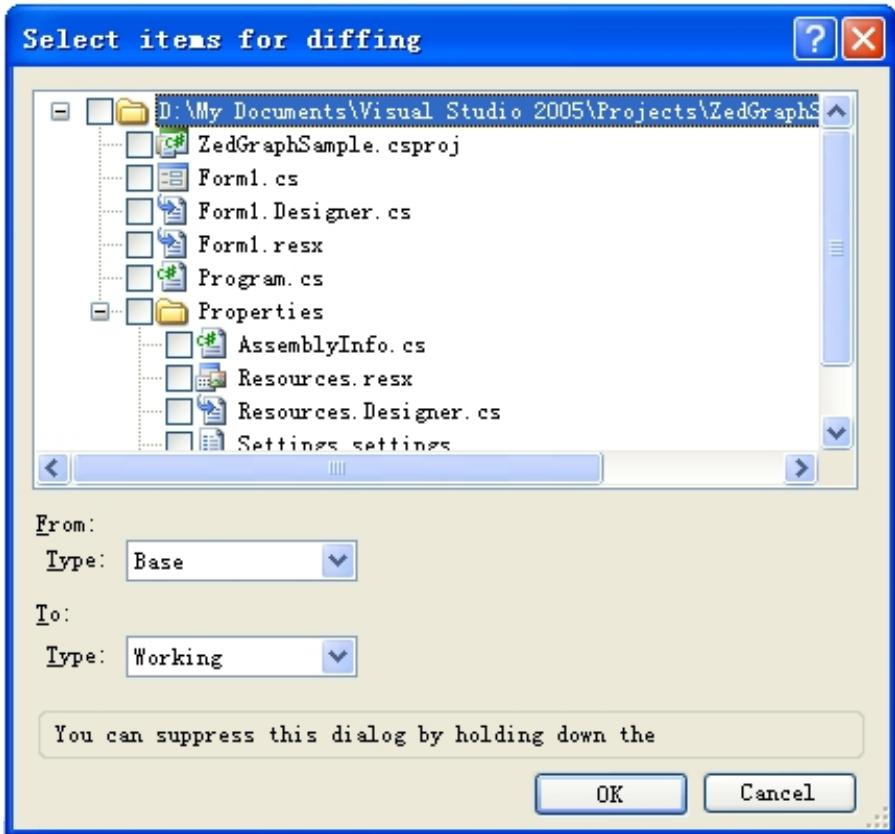 Select items for diffing
D:\My Documents\Visual Studio 2005\Projects\ZedGraphS
ZedGraphSample.csproj
Form1.cs
Form1.Designer.cs
Form1.resx
Program.cs
Properties
AssemblyInfo.cs
Resources.resx
Resources.Designer.cs
Settings.settings
From:
Type: Base
To:
Type: Working
You can suppress this dialog by holding down the
OK Cancel